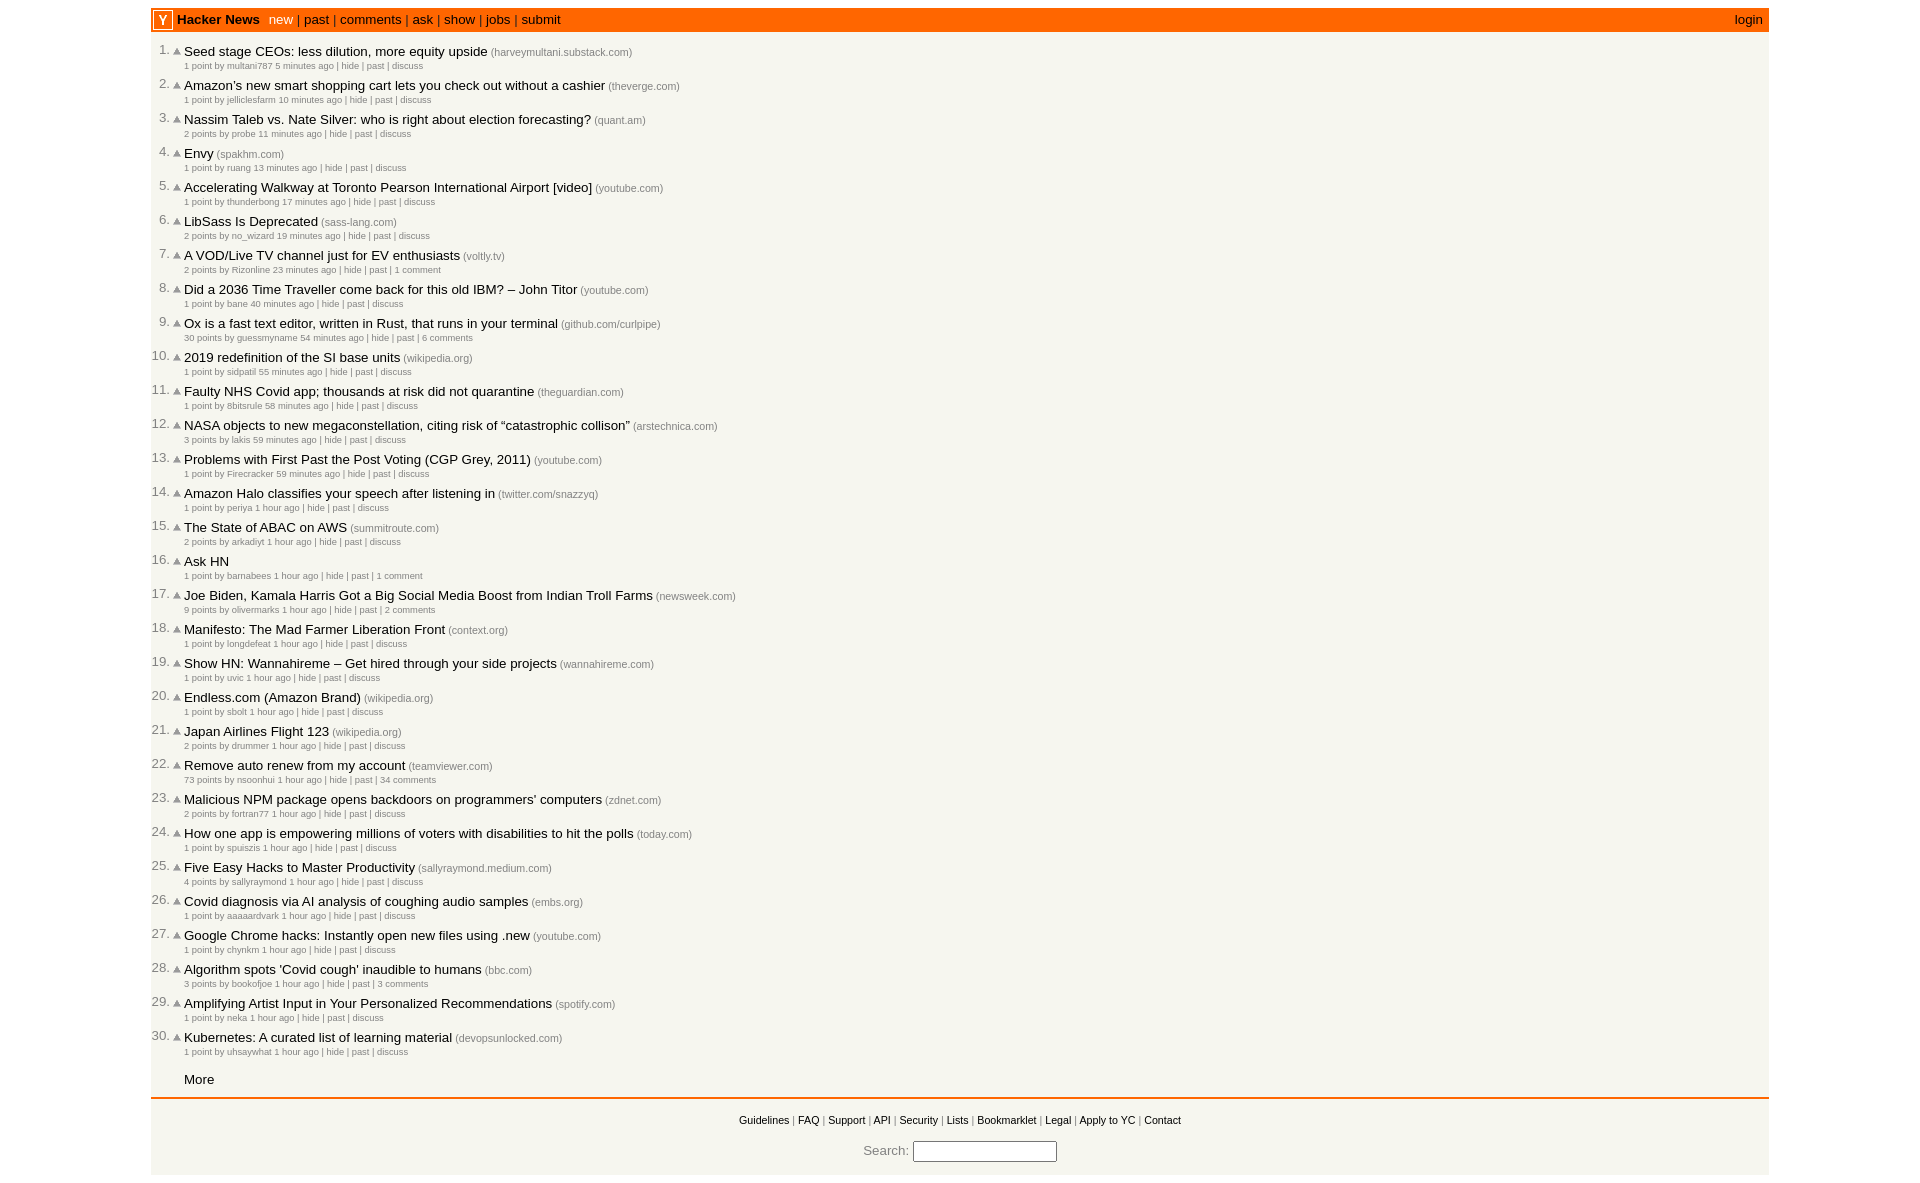 Y Hacker News new | past | comments | ask | show | jobs | submit login
1. Seed stage CEOs: less dilution, more equity upside (harveymultani.substack.com)
1 point by multani787 5 minutes ago | hide | past | discuss
2. Amazon’s new smart shopping cart lets you check out without a cashier (theverge.com)
1 point by jelliclesfarm 10 minutes ago | hide | past | discuss
3. Nassim Taleb vs. Nate Silver: who is right about election forecasting? (quant.am)
2 points by probe 11 minutes ago | hide | past | discuss
4. Envy (spakhm.com)
1 point by ruang 13 minutes ago | hide | past | discuss
5. Accelerating Walkway at Toronto Pearson International Airport [video] (youtube.com)
1 point by thunderbong 17 minutes ago | hide | past | discuss
6. LibSass Is Deprecated (sass-lang.com)
2 points by no_wizard 19 minutes ago | hide | past | discuss
7. A VOD/Live TV channel just for EV enthusiasts (voltly.tv)
2 points by Rizonline 23 minutes ago | hide | past | 1 comment
8. Did a 2036 Time Traveller come back for this old IBM? – John Titor (youtube.com)
1 point by bane 40 minutes ago | hide | past | discuss
9. Ox is a fast text editor, written in Rust, that runs in your terminal (github.com/curlpipe)
30 points by guessmyname 54 minutes ago | hide | past | 6 comments
10. 2019 redefinition of the SI base units (wikipedia.org)
1 point by sidpatil 55 minutes ago | hide | past | discuss
11. Faulty NHS Covid app; thousands at risk did not quarantine (theguardian.com)
1 point by 8bitsrule 58 minutes ago | hide | past | discuss
12. NASA objects to new megaconstellation, citing risk of “catastrophic collison” (arstechnica.com)
3 points by lakis 59 minutes ago | hide | past | discuss
13. Problems with First Past the Post Voting (CGP Grey, 2011) (youtube.com)
1 point by Firecracker 59 minutes ago | hide | past | discuss
14. Amazon Halo classifies your speech after listening in (twitter.com/snazzyq)
1 point by periya 1 hour ago | hide | past | discuss
15. The State of ABAC on AWS (summitroute.com)
2 points by arkadiyt 1 hour ago | hide | past | discuss
16. Ask HN
1 point by barnabees 1 hour ago | hide | past | 1 comment
17. Joe Biden, Kamala Harris Got a Big Social Media Boost from Indian Troll Farms (newsweek.com)
9 points by olivermarks 1 hour ago | hide | past | 2 comments
18. Manifesto: The Mad Farmer Liberation Front (context.org)
1 point by longdefeat 1 hour ago | hide | past | discuss
19. Show HN: Wannahireme – Get hired through your side projects (wannahireme.com)
1 point by uvic 1 hour ago | hide | past | discuss
20. Endless.com (Amazon Brand) (wikipedia.org)
1 point by sbolt 1 hour ago | hide | past | discuss
21. Japan Airlines Flight 123 (wikipedia.org)
2 points by drummer 1 hour ago | hide | past | discuss
22. Remove auto renew from my account (teamviewer.com)
73 points by nsoonhui 1 hour ago | hide | past | 34 comments
23. Malicious NPM package opens backdoors on programmers' computers (zdnet.com)
2 points by fortran77 1 hour ago | hide | past | discuss
24. How one app is empowering millions of voters with disabilities to hit the polls (today.com)
1 point by spuiszis 1 hour ago | hide | past | discuss
25. Five Easy Hacks to Master Productivity (sallyraymond.medium.com)
4 points by sallyraymond 1 hour ago | hide | past | discuss
26. Covid diagnosis via AI analysis of coughing audio samples (embs.org)
1 point by aaaaardvark 1 hour ago | hide | past | discuss
27. Google Chrome hacks: Instantly open new files using .new (youtube.com)
1 point by chynkm 1 hour ago | hide | past | discuss
28. Algorithm spots 'Covid cough' inaudible to humans (bbc.com)
3 points by bookofjoe 1 hour ago | hide | past | 3 comments
29. Amplifying Artist Input in Your Personalized Recommendations (spotify.com)
1 point by neka 1 hour ago | hide | past | discuss
30. Kubernetes: A curated list of learning material (devopsunlocked.com)
1 point by uhsaywhat 1 hour ago | hide | past | discuss
More
Guidelines | FAQ | Support | API | Security | Lists | Bookmarklet | Legal | Apply to YC | Contact
Search: